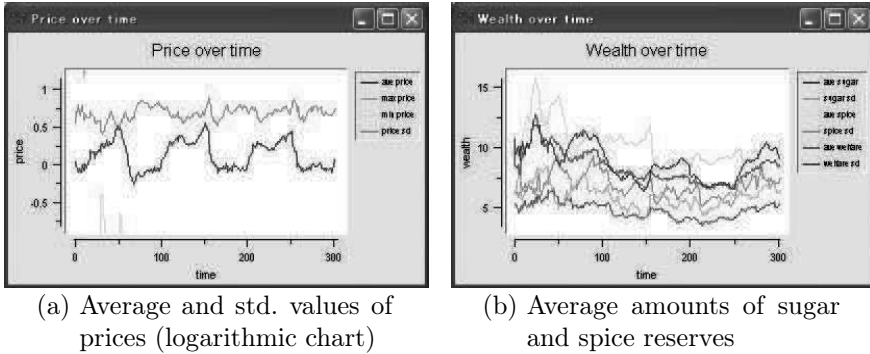 Price over time
Price over time
1
0.5
0
-0.5
price
0
100
200
300
time
ave price
max price
min price
price sd
Wealth over time
Wealth over time
15
10
5
wealth
0
100
200
300
time
ave sugar
sugar sd
ave spice
spice sd
ave welfare
welfare sd
(a) Average and std. values of
prices (logarithmic chart)
(b) Average amounts of sugar
and spice reserves